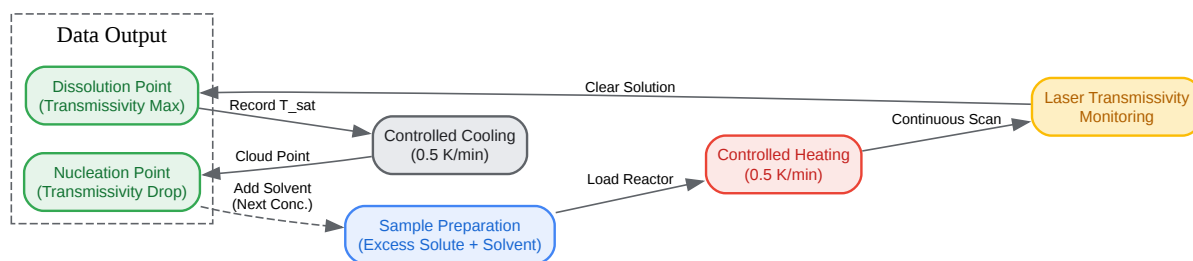 Data Output
Dissolution Point
(Transmissivity Max)
Record T_sat
Clear Solution
Laser Transmissivity
Monitoring
Controlled Cooling
(0.5 K/min)
Continuous Scan
Controlled Heating
(0.5 K/min)
Cloud Point
Nucleation Point
(Transmissivity Drop)
Add Solvent
(Next Conc.)
Load Reactor
Sample Preparation
(Excess Solute + Solvent)